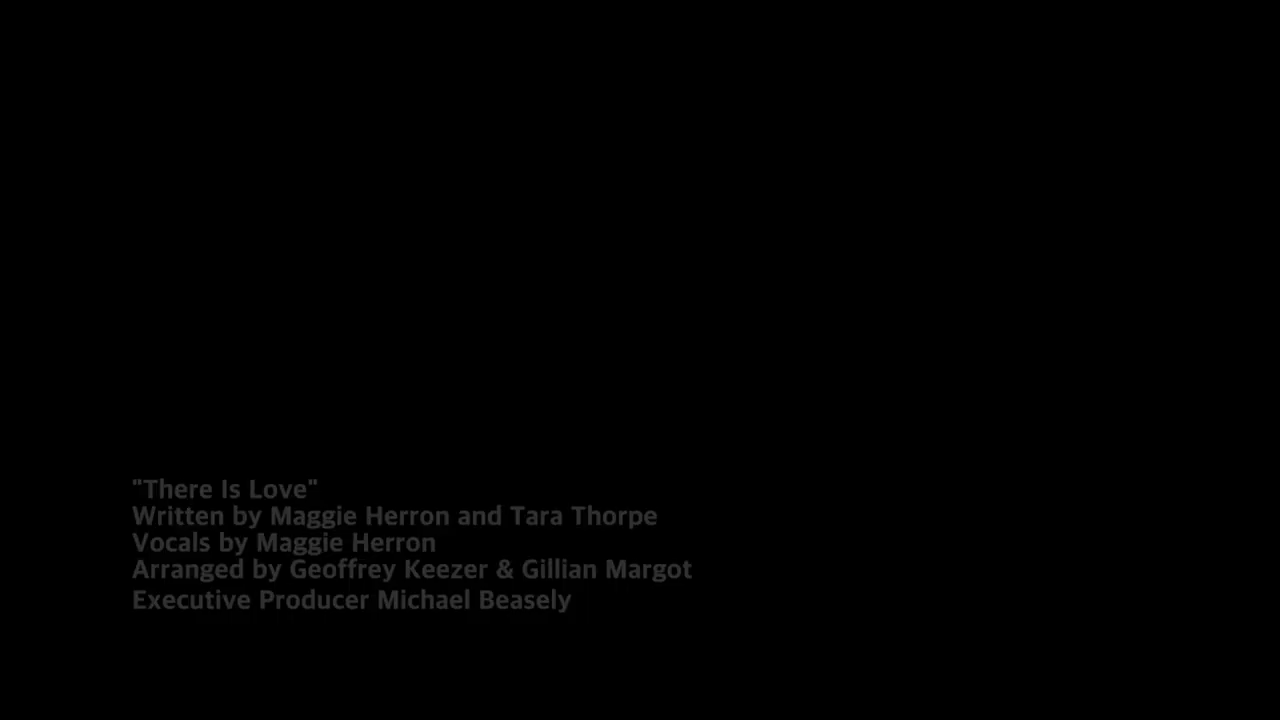 "There Is Love"
Written by Maggie Herron and Tara Thorpe
Vocals by Maggie Herron
Arranged by Geoffrey Keezer & Gillian Margot
Executive Producer Michael Beasely